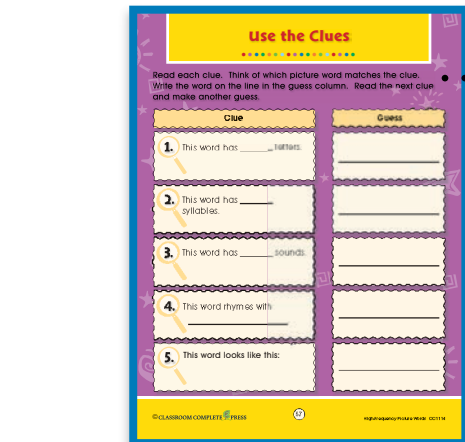 Use the Clues
Read each clue. Think of which picture word matches the clue.
Write the word on the line in the guess column. Read the next clue
and make another guess.
Clue
Guess
1. This word has ______ letters.
2. This word has ______
syllables.
3. This word has ______ sounds.
4. This word rhymes with
5. This word looks like this:
©CLASSROOM COMPLETE PRESS
57
High Frequency Picture Words CC1114